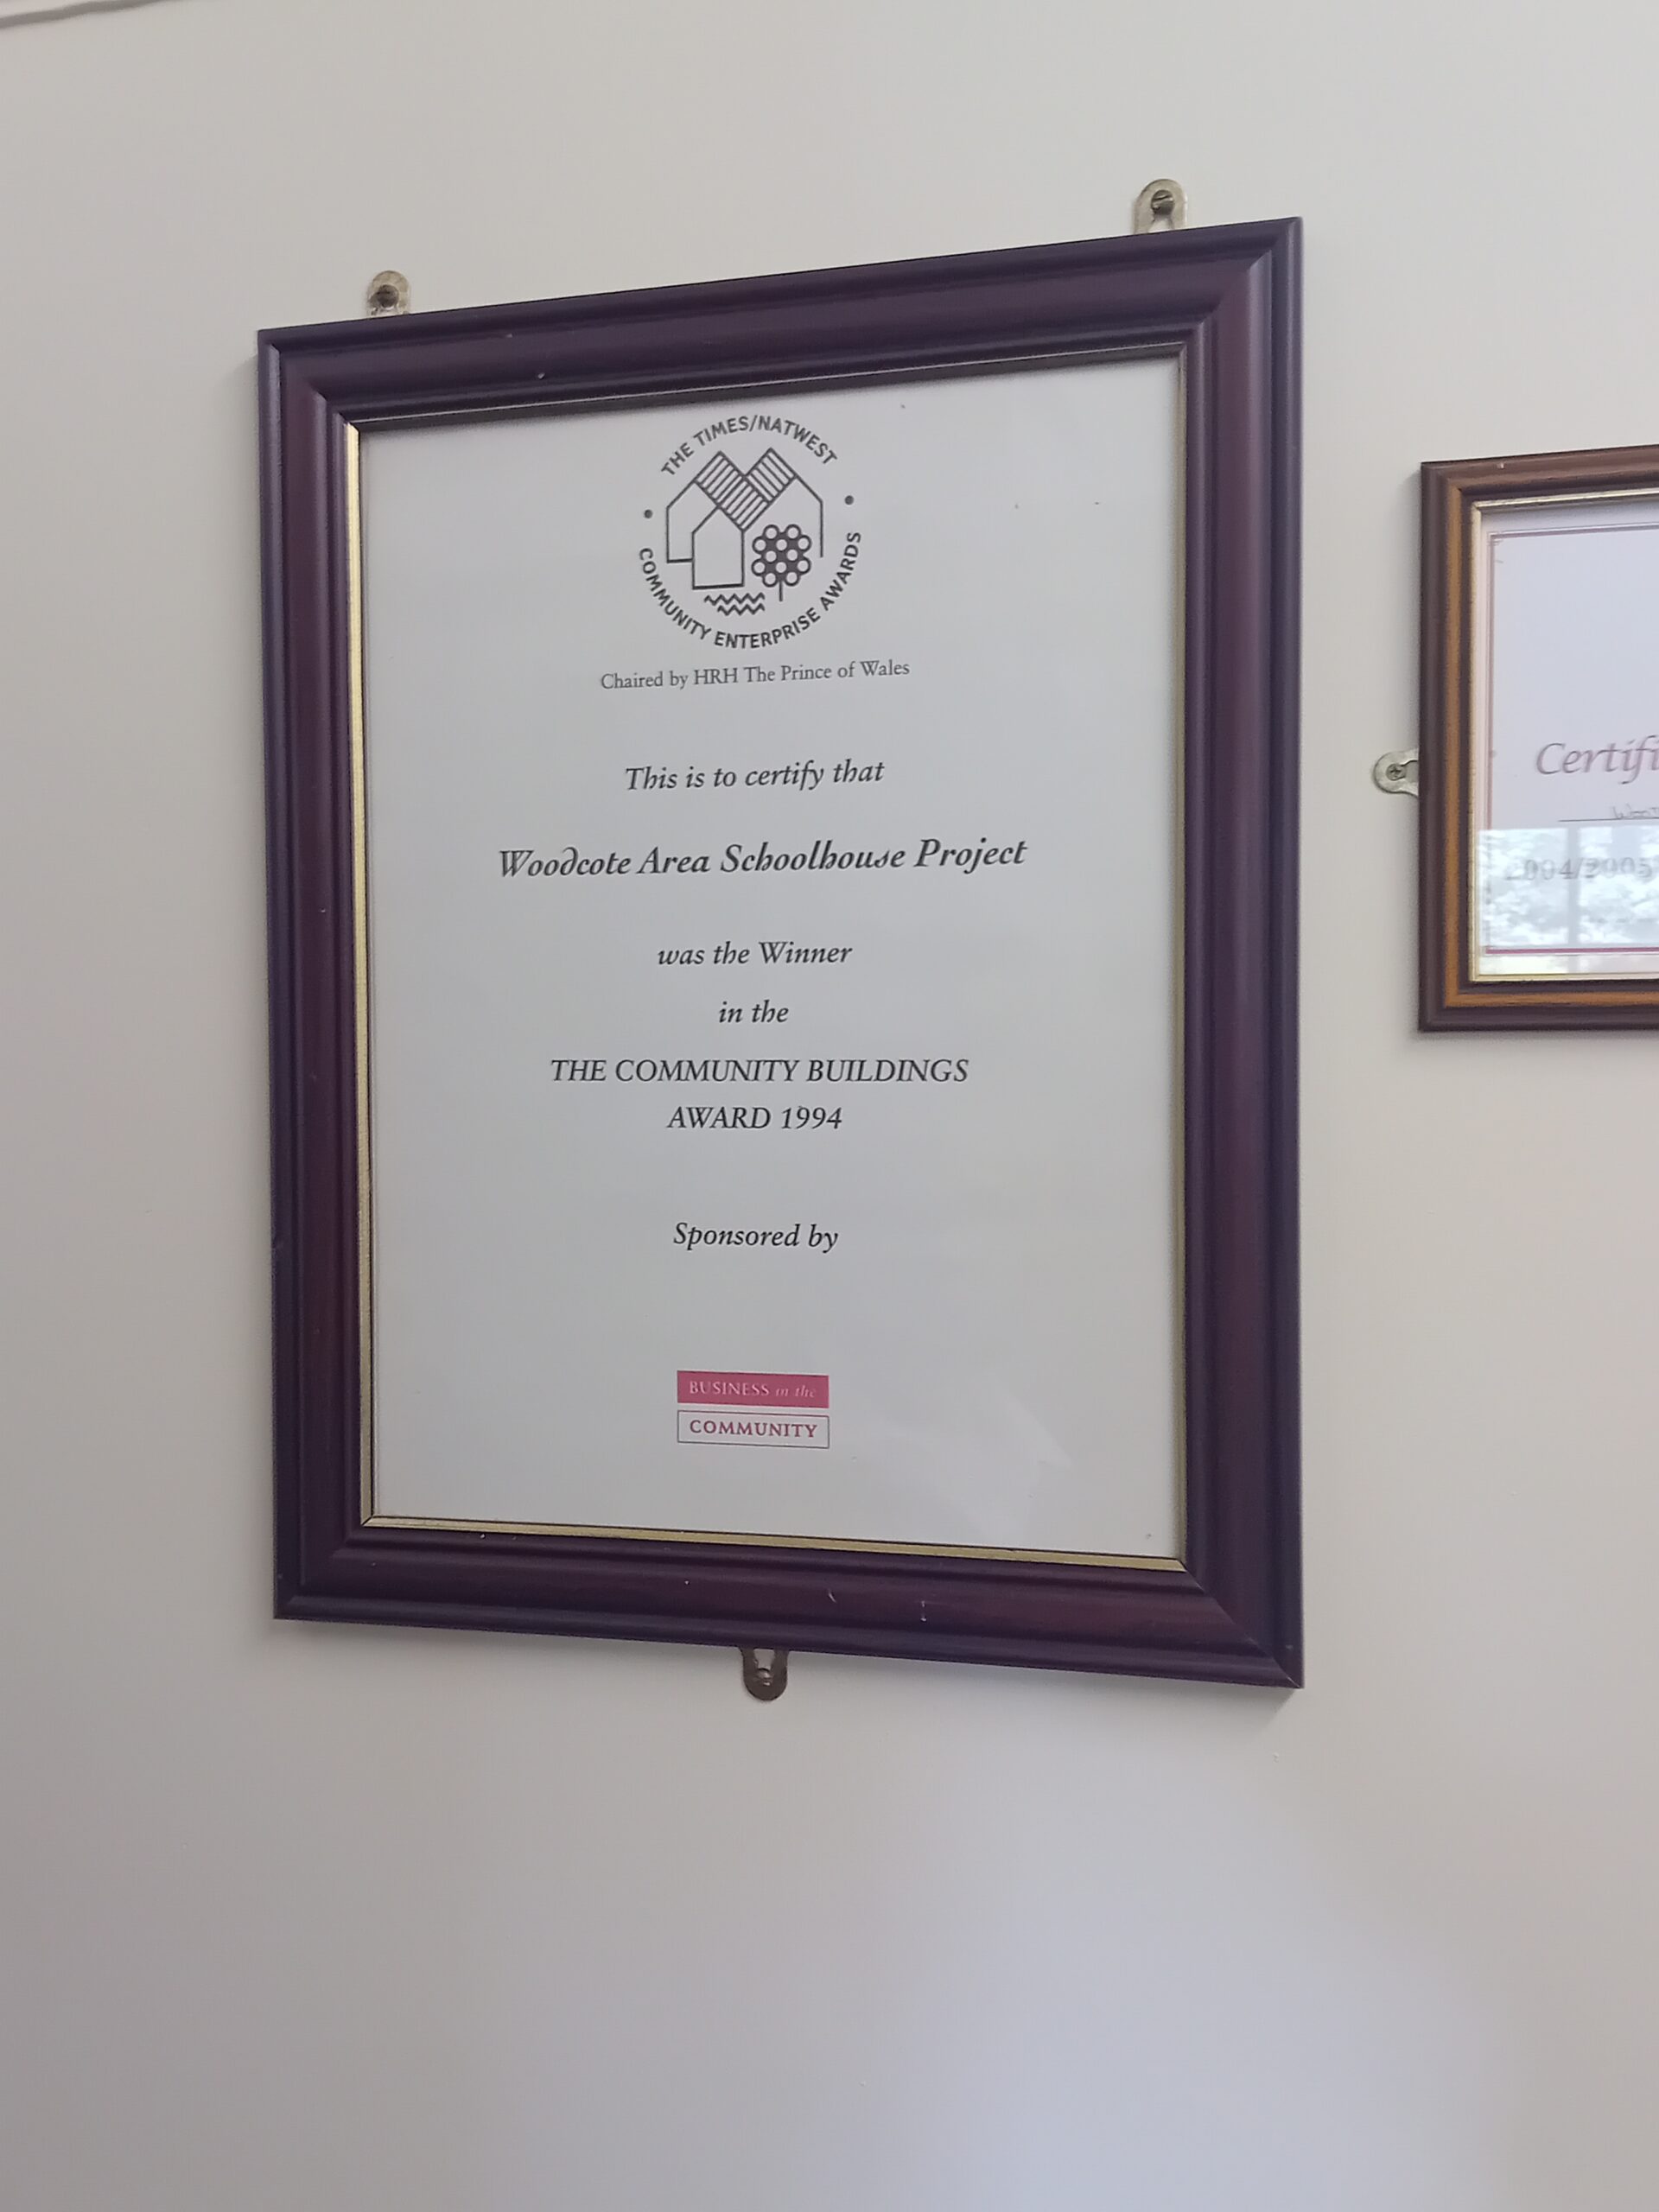 THE TIMES/NATWEST
COMMUNITY ENTERPRISE AWARDS
Chaired by HRH The Prince of Wales
This is to certify that
Woodcote Area Schoolhouse Project
was the Winner
in the
THE COMMUNITY BUILDINGS
AWARD 1994
Sponsored by
BUSINESS in the
COMMUNITY
Certifi
2004/2005